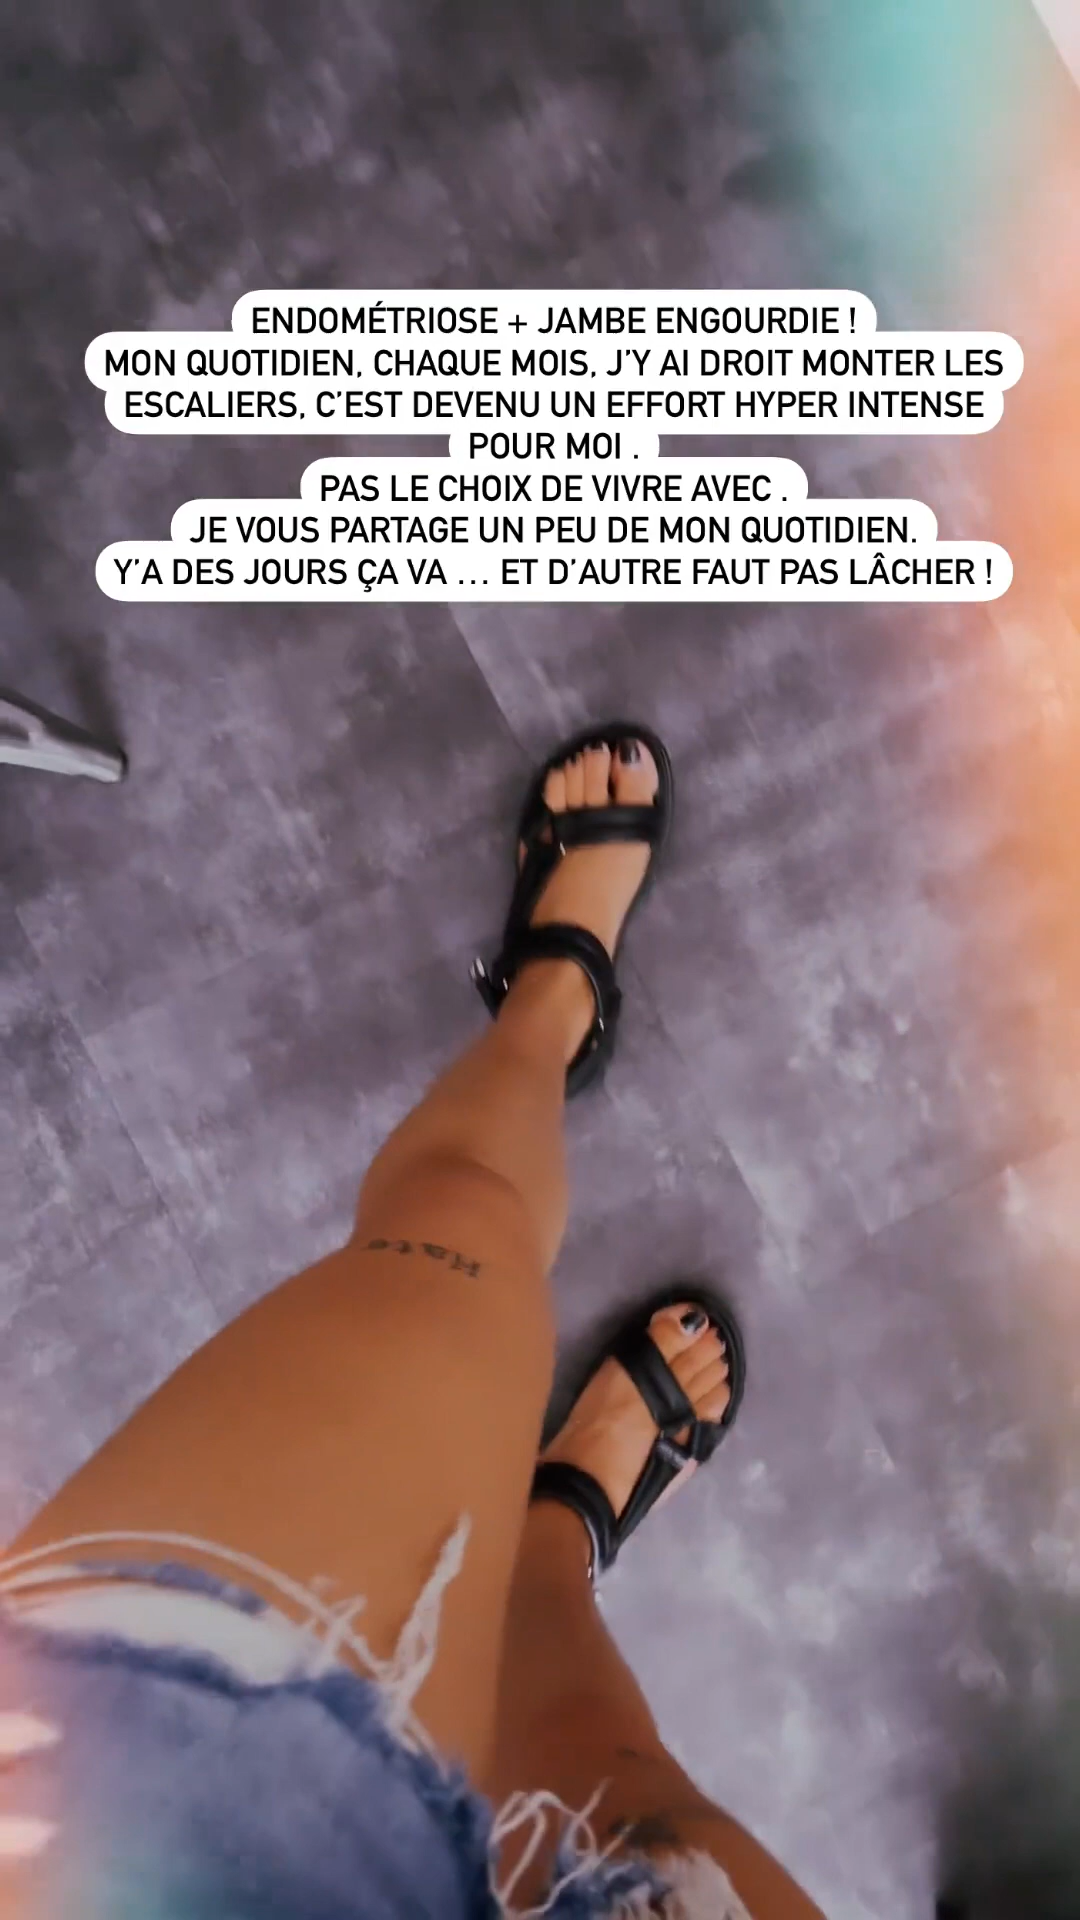 ENDOMÉTRIOSE + JAMBE ENGOURDIE !
MON QUOTIDIEN, CHAQUE MOIS, J’Y AI DROIT MONTER LES
ESCALIERS, C’EST DEVENU UN EFFORT HYPER INTENSE
POUR MOI .
PAS LE CHOIX DE VIVRE AVEC .
JE VOUS PARTAGE UN PEU DE MON QUOTIDIEN.
Y’A DES JOURS ÇA VA ... ET D’AUTRE FAUT PAS LÂCHER !
Hate